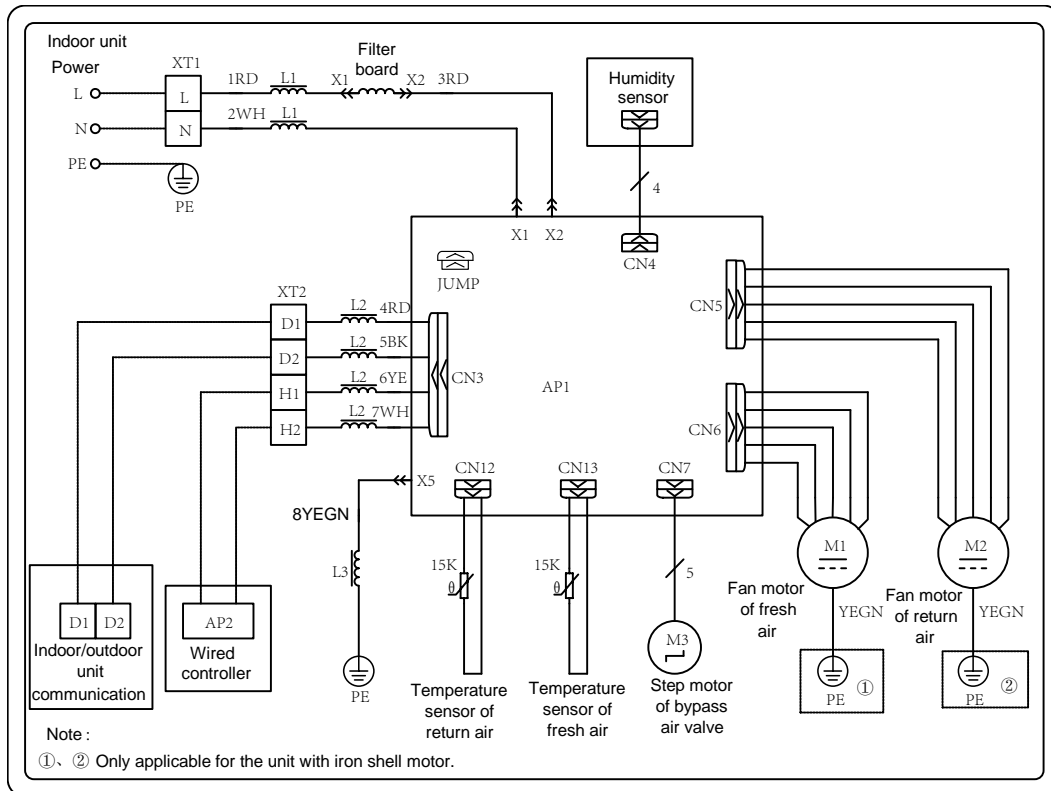 Indoor unit
Power
XT1
L
L
1RD
L1
X1
Filter
board
X2
3RD
N
N
2WH
L1
PE
PE
Humidity
sensor
4
X1
X2
CN4
JUMP
XT2
D1
L2
4RD
D2
L2
5BK
H1
L2
6YE
H2
L2
7WH
CN3
AP1
CN5
CN6
X5
CN12
CN13
CN7
8YEGN
L3
PE
15K
θ
15K
θ
5
M3
M1
M2
D1
D2
Indoor/outdoor
unit
communication
AP2
Wired
controller
Temperature
sensor of
return air
Temperature
sensor of
fresh air
Step motor
of bypass
air valve
Fan motor
of fresh
air
YEGN
PE
①
Fan motor
of return
air
YEGN
PE
②
Note :
①、② Only applicable for the unit with iron shell motor.